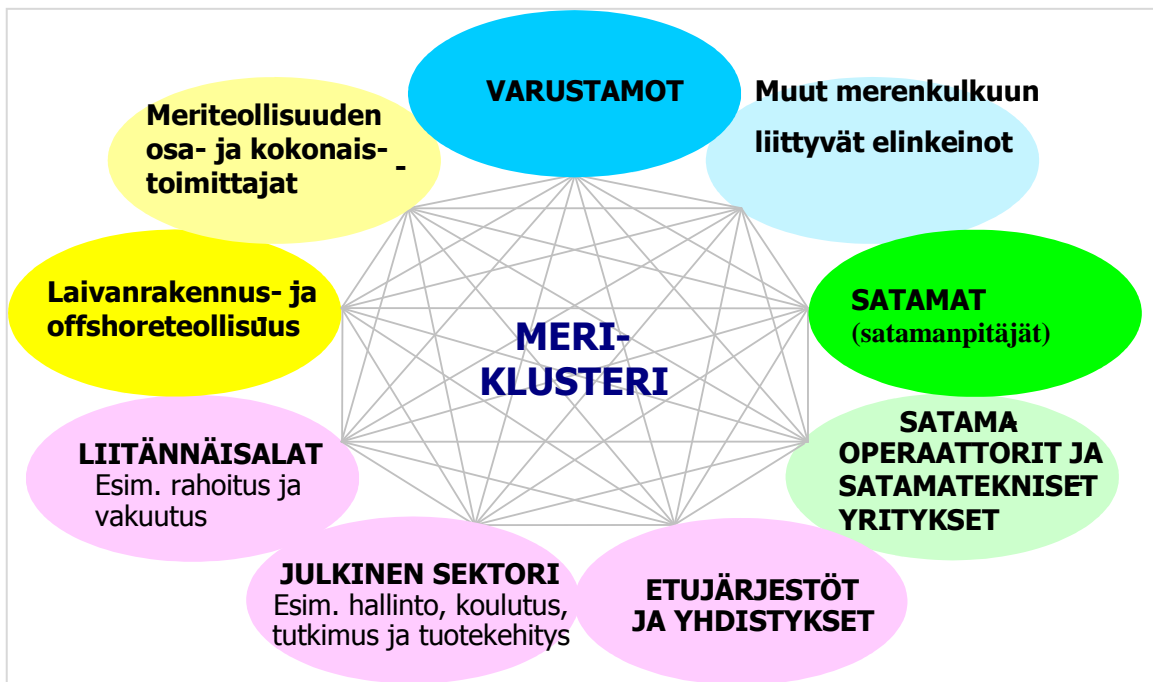 VARUSTAMOT
Muut merenkulkuun
liittyvät elinkeinot
Meriteollisuuden
osa- ja kokonais-
toimittajat
-
Laivanrakennus- ja
offshoreteollisuus
SATAMAT
(satamanpitäjät)
MERI-
KLUSTERI
SATAMA-
OPERAATTORIT JA
SATAMATEKNISET
YRITYKSET
LIITÄNNÄISALAT
Esim. rahoitus ja
vakuutus
JULKINEN SEKTORI
Esim. hallinto, koulutus,
tutkimus ja tuotekehitys
ETUJÄRJESTÖT
JA YHDISTYKSET